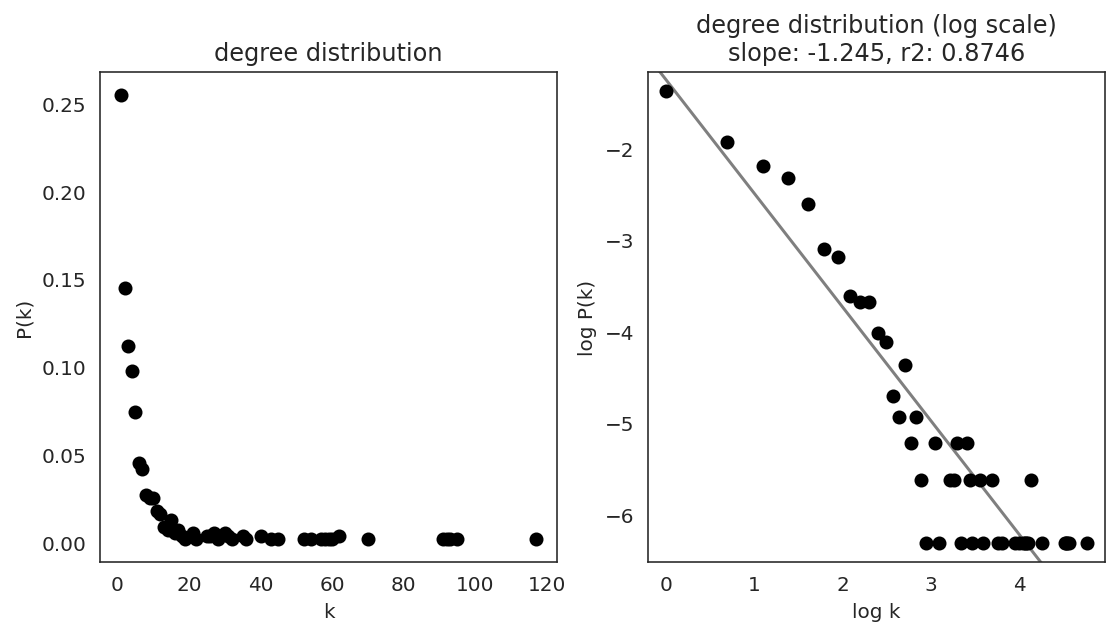 degree distribution
0.25
0.20
0.15
0.10
0.05
0.00
P(k)
0 20 40 60 80 100 120
k
degree distribution (log scale)
slope: -1.245, r2: 0.8746
−2
−3
−4
−5
−6
log P(k)
0 1 2 3 4
log k